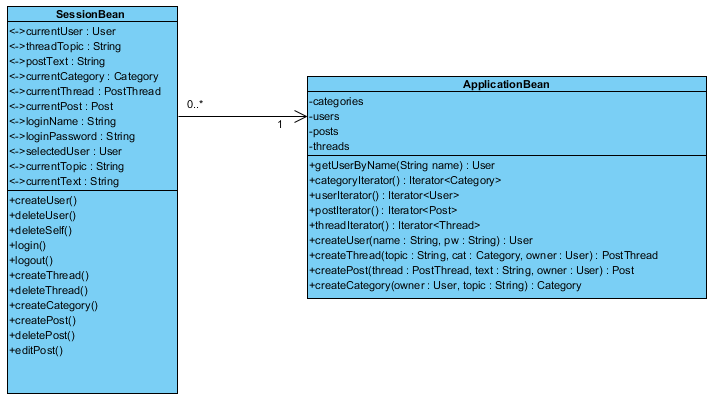 SessionBean
<->currentUser : User
<->threadTopic : String
<->postText : String
<->currentCategory : Category
<->currentThread : PostThread
<->currentPost : Post
<->loginName : String
<->loginPassword : String
<->selectedUser : User
<->currentTopic : String
<->currentText : String
+createUser()
+deleteUser()
+deleteSelf()
+login()
+logout()
+createThread()
+deleteThread()
+createCategory()
+createPost()
+deletePost()
+editPost()
0..*
1
ApplicationBean
-categories
-users
-posts
-threads
+getUserByName(String name) : User
+categoryIterator() : Iterator<Category>
+userIterator() : Iterator<User>
+postIterator() : Iterator<Post>
+threadIterator() : Iterator<Thread>
+createUser(name : String, pw : String) : User
+createThread(topic : String, cat : Category, owner : User) : PostThread
+createPost(thread : PostThread, text : String, owner : User) : Post
+createCategory(owner : User, topic : String) : Category